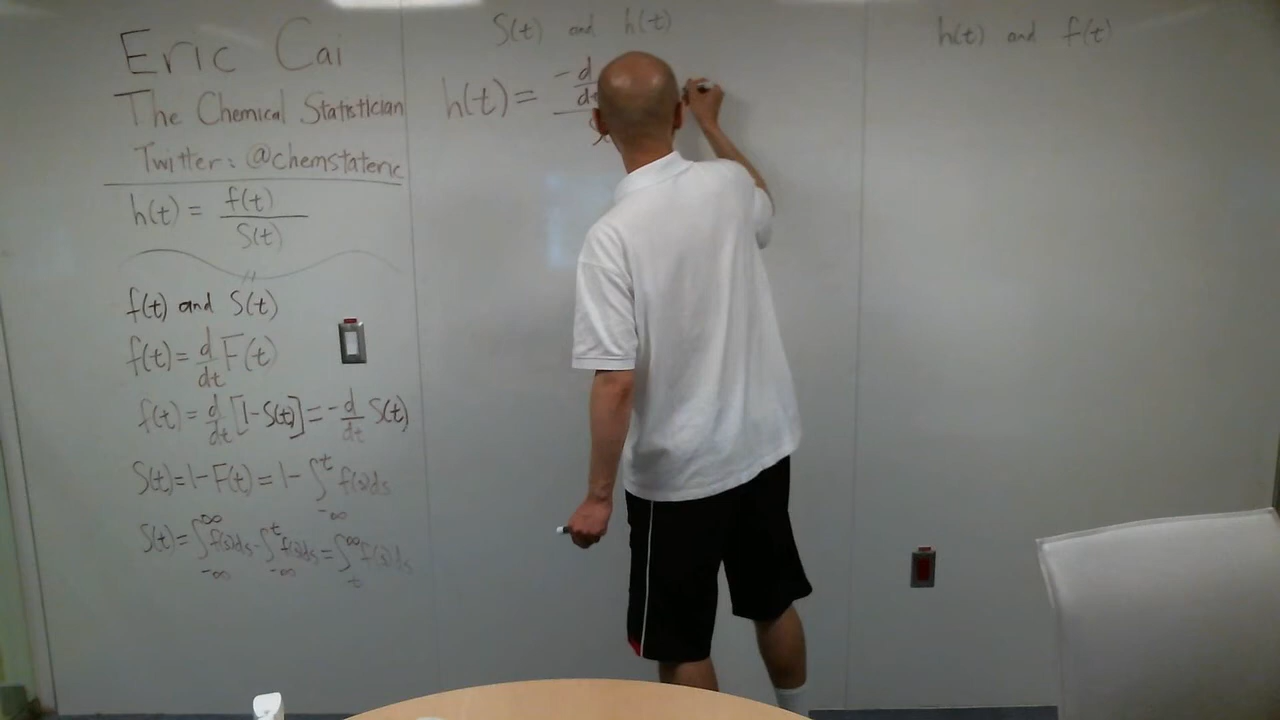 Eric Cai
The Chemical Statistician
Twitter: @chemstateric
h(t) = f(t) / S(t)
f(t) and S(t)
f(t) = d/dt F(t)
f(t) = d/dt [1-S(t)] = -d/dt S(t)
S(t) = 1 - F(t) = 1 - ∫_{-∞}^{t} f(s)ds
S(t) = ∫_{-∞}^{∞} f(s)ds - ∫_{-∞}^{t} f(s)ds = ∫_{t}^{∞} f(s)ds
S(t) and h(t)
h(t) = -d/dt
h(t) and f(t)